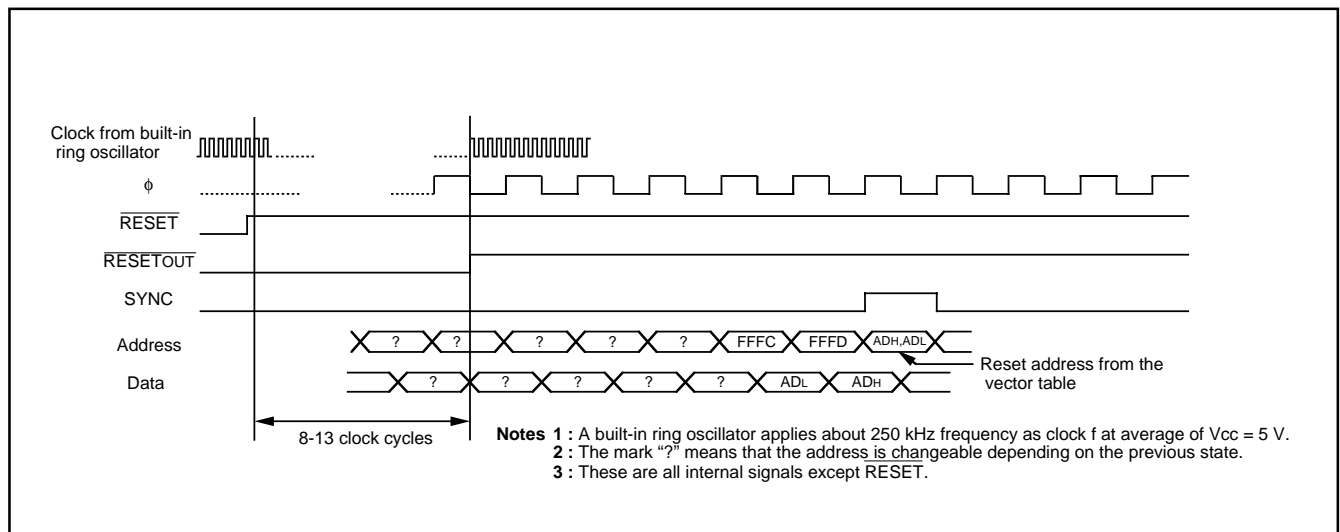 Clock from built-in
ring oscillator
ϕ
RESET
RESETOUT
SYNC
Address
? ? ? ? ? FFFC FFFD ADH,ADL
Data
? ? ? ? ? ADL ADH
Reset address from the
vector table
8-13 clock cycles
Notes 1 : A built-in ring oscillator applies about 250 kHz frequency as clock f at average of Vcc = 5 V.
2 : The mark “?” means that the address is changeable depending on the previous state.
3 : These are all internal signals except RESET.